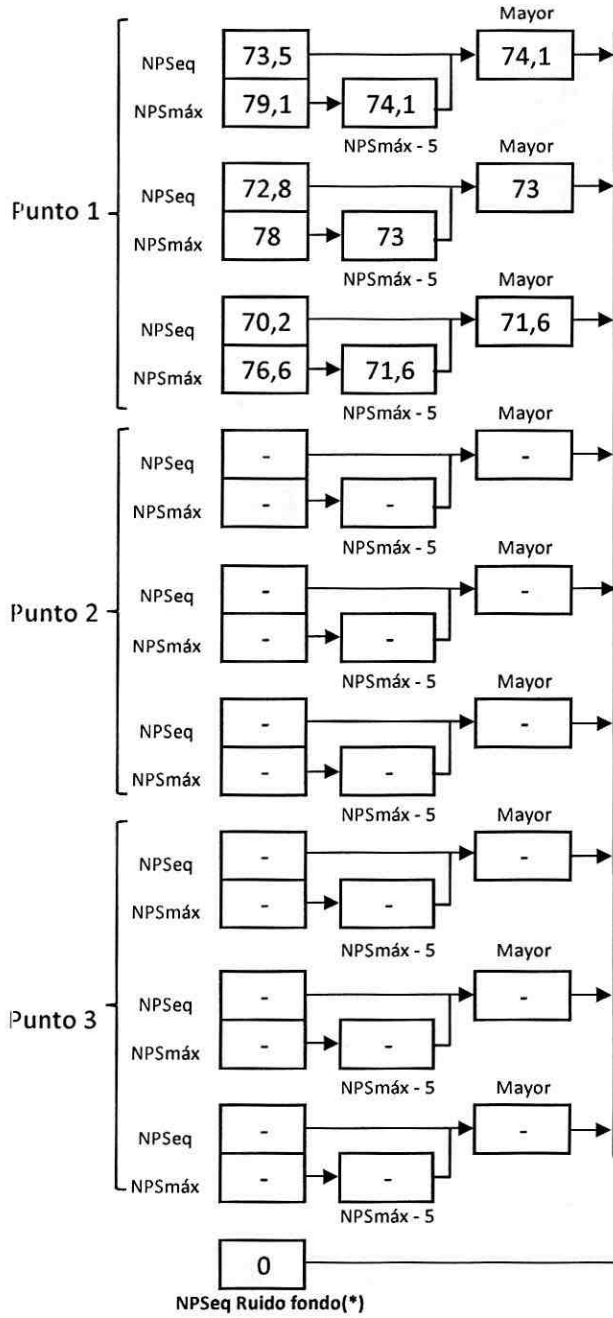 Mayor
NPSeq 73,5 74,1
NPSmáx 79,1 74,1
NPSmáx - 5
Mayor
Punto 1
NPSeq 72,8 73
NPSmáx 78 73
NPSmáx - 5
Mayor
NPSeq 70,2 71,6
NPSmáx 76,6 71,6
NPSmáx - 5
Mayor
NPSeq - -
NPSmáx - -
NPSmáx - 5
Mayor
Punto 2
NPSeq - -
NPSmáx - -
NPSmáx - 5
Mayor
NPSeq - -
NPSmáx - -
NPSmáx - 5
Mayor
NPSeq - -
NPSmáx - -
NPSmáx - 5
Mayor
Punto 3
NPSeq - -
NPSmáx - -
NPSmáx - 5
Mayor
NPSeq - -
NPSmáx - -
NPSmáx - 5
0
NPSeq Ruido fondo(*)